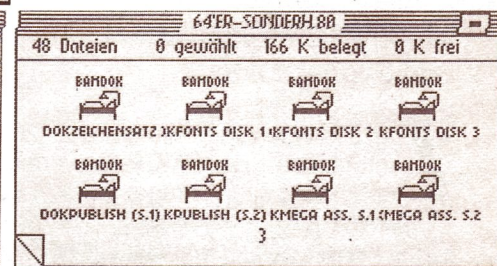 64'ER-SONDERH.80
48 Dateien 0 gewählt 166 K belegt 0 K frei
BAMDOK BAMDOK BAMDOK BAMDOK
DOKZEICHENSATZ KFONTS DISK 1 KFONTS DISK 2 KFONTS DISK 3
BAMDOK BAMDOK BAMDOK BAMDOK
DOKPUBLISH (S.1) KPUBLISH (S.2) KMEGA ASS. S.1 MEGA ASS. S.2
3